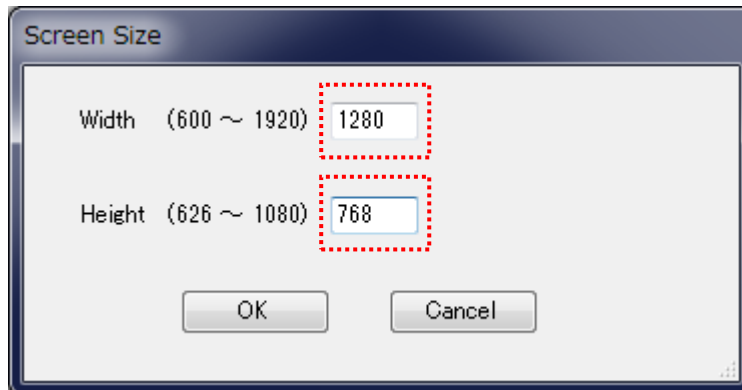 Screen Size
Width (600 ～ 1920) 1280
Height (626 ～ 1080) 768
OK Cancel